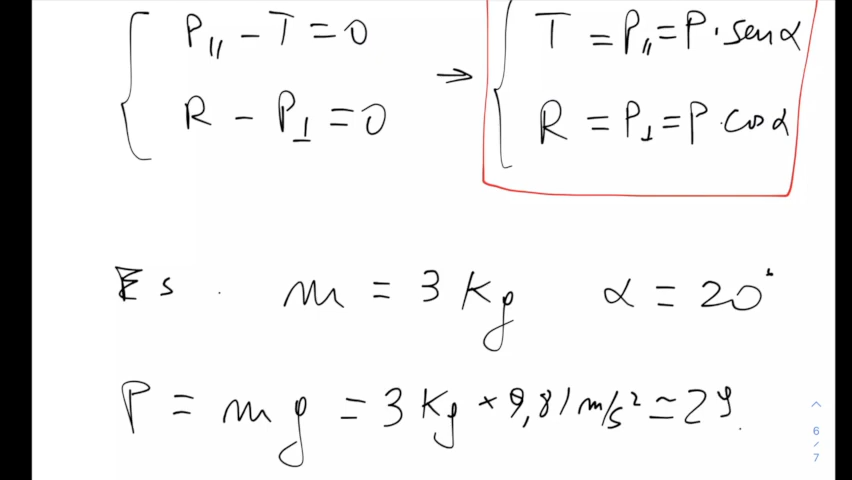 P∥ − T = 0
R − P⊥ = 0
→
T = P∥ = P · sen α
R = P⊥ = P · cos α
Es. m = 3 Kg α = 20°
P = mg = 3 Kg × 9,81 m/s² ≃ 29.
6
/
7